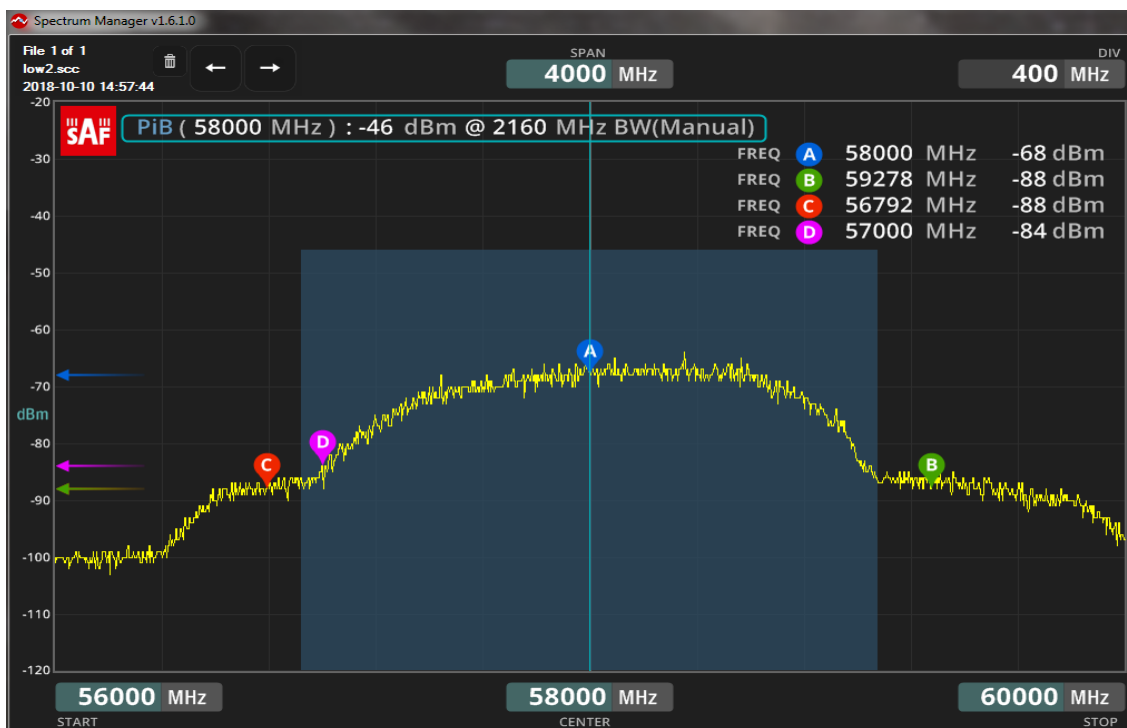 Spectrum Manager v1.6.1.0
File 1 of 1
low2.scc
2018-10-10 14:57:44
SPAN
4000 MHz
DIV
400 MHz
SAF
PiB ( 58000 MHz ) : -46 dBm @ 2160 MHz BW(Manual)
FREQ A 58000 MHz -68 dBm
FREQ B 59278 MHz -88 dBm
FREQ C 56792 MHz -88 dBm
FREQ D 57000 MHz -84 dBm
-20
-30
-40
-50
-60
-70
dBm
-80
-90
-100
-110
-120
A
D
C
B
56000 MHz
START
58000 MHz
CENTER
60000 MHz
STOP